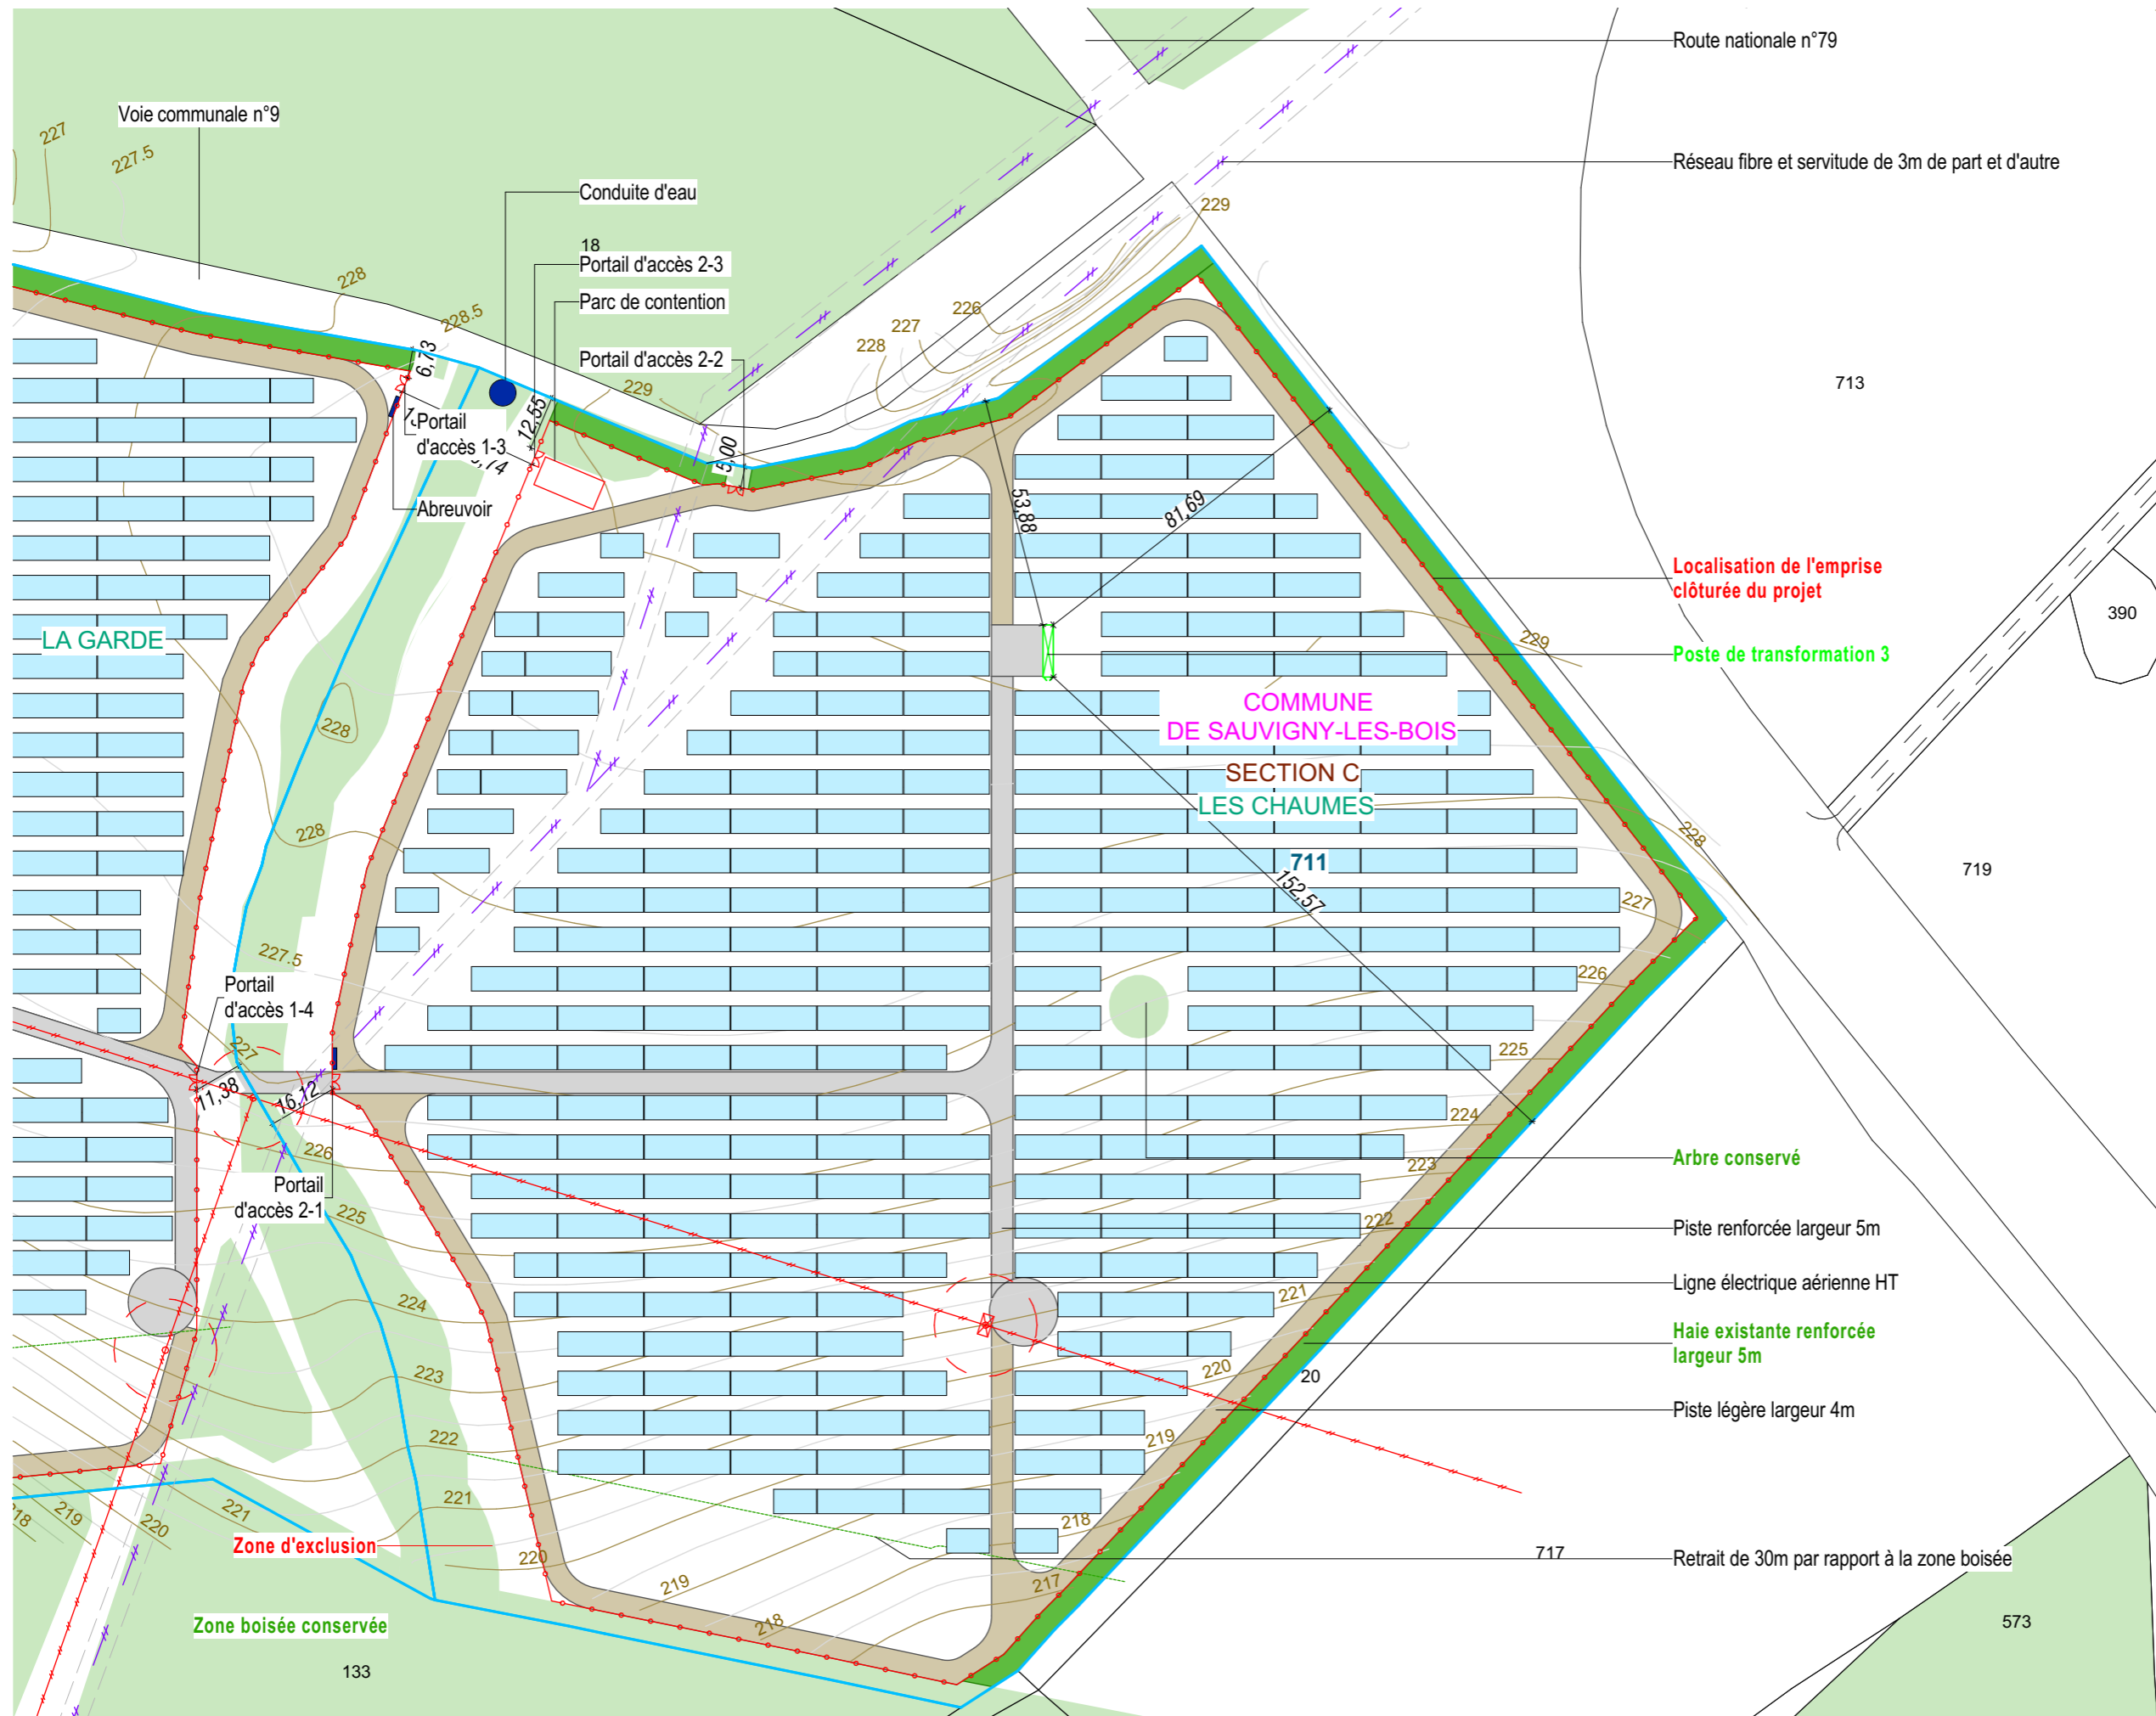 Route nationale n°79
227
Voie communale n°9
227.5
Réseau fibre et servitude de 3m de part et d'autre
Conduite d'eau
229
18
Portail d'accès 2-3
228
Parc de contention
226
228.5
227
228
Portail d'accès 2-2
6,73
229
713
Portail
d'accès 1-3
12,55
5,00
53,88
81,69
Abreuvoir
Localisation de l'emprise
clôturée du projet
390
LA GARDE
229
Poste de transformation 3
COMMUNE
DE SAUVIGNY-LES-BOIS
228
SECTION C
LES CHAUMES
228
228
711
719
152,57
227
227.5
226
Portail
d'accès 1-4
227
225
11,38
16,12
224
226
Arbre conservé
223
Portail
d'accès 2-1
225
222
Piste renforcée largeur 5m
Ligne électrique aérienne HT
224
221
Haie existante renforcée
largeur 5m
223
220
20
Piste légère largeur 4m
222
219
221
218
219
220
221
218
Zone d'exclusion
220
717
Retrait de 30m par rapport à la zone boisée
219
217
218
Zone boisée conservée
573
133